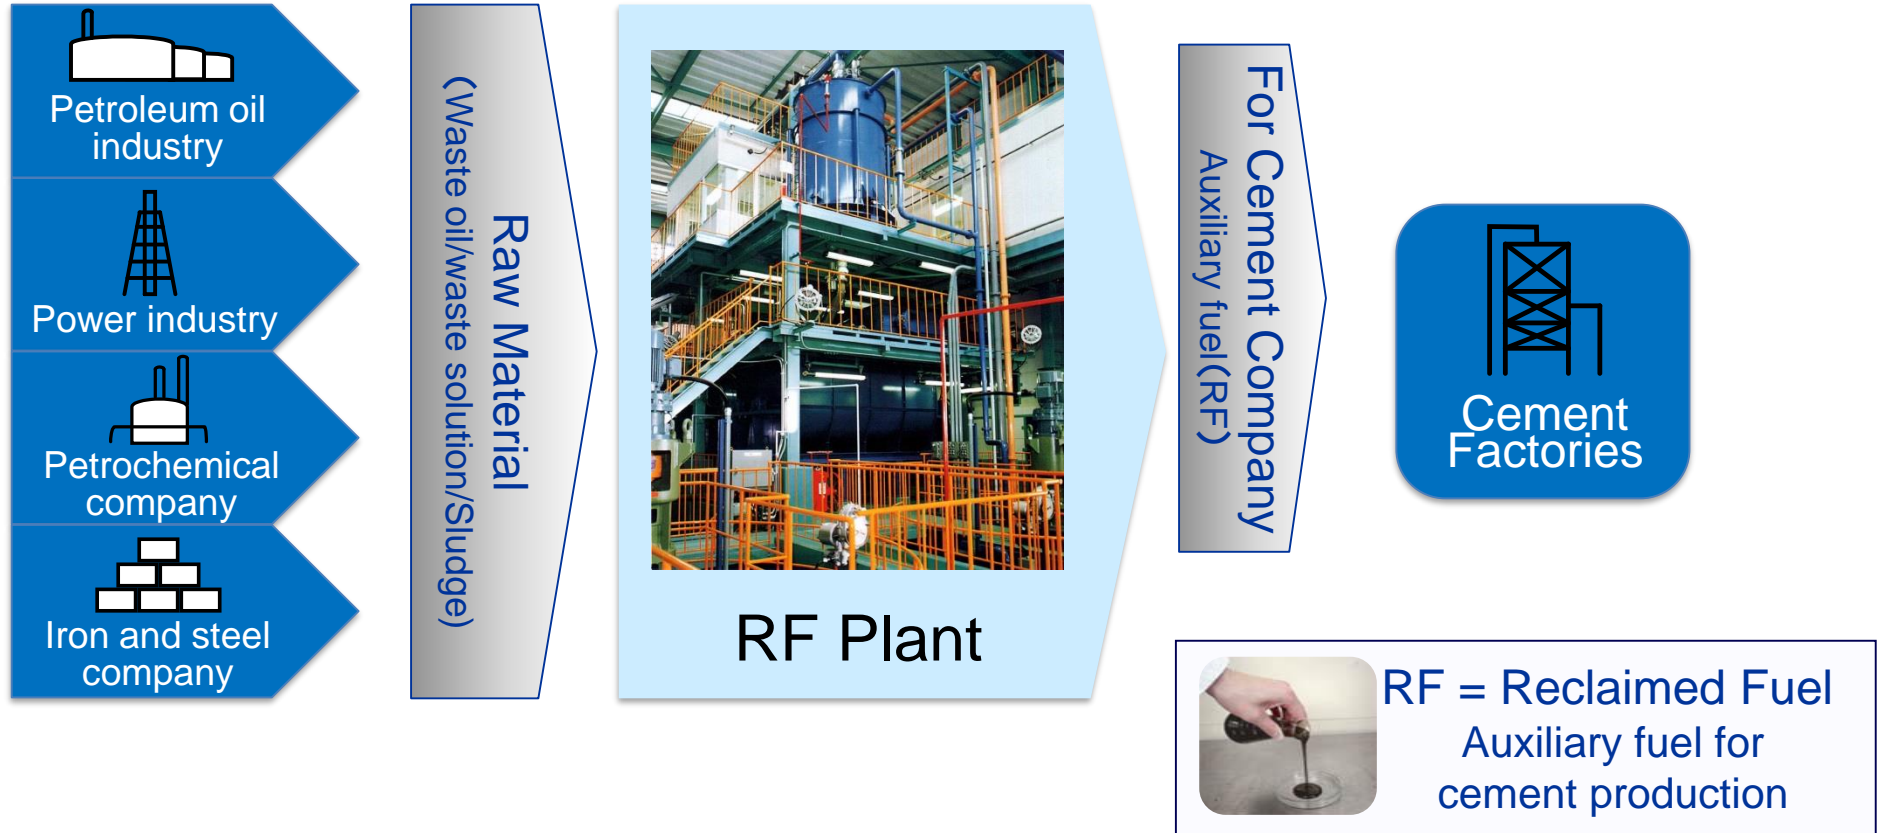 Petroleum oil
industry
Power industry
Petrochemical
company
Iron and steel
company
Raw Material
(Waste oil/waste solution/Sludge)
RF Plant
For Cement Company
Auxiliary fuel(RF)
Cement
Factories
RF = Reclaimed Fuel
Auxiliary fuel for
cement production